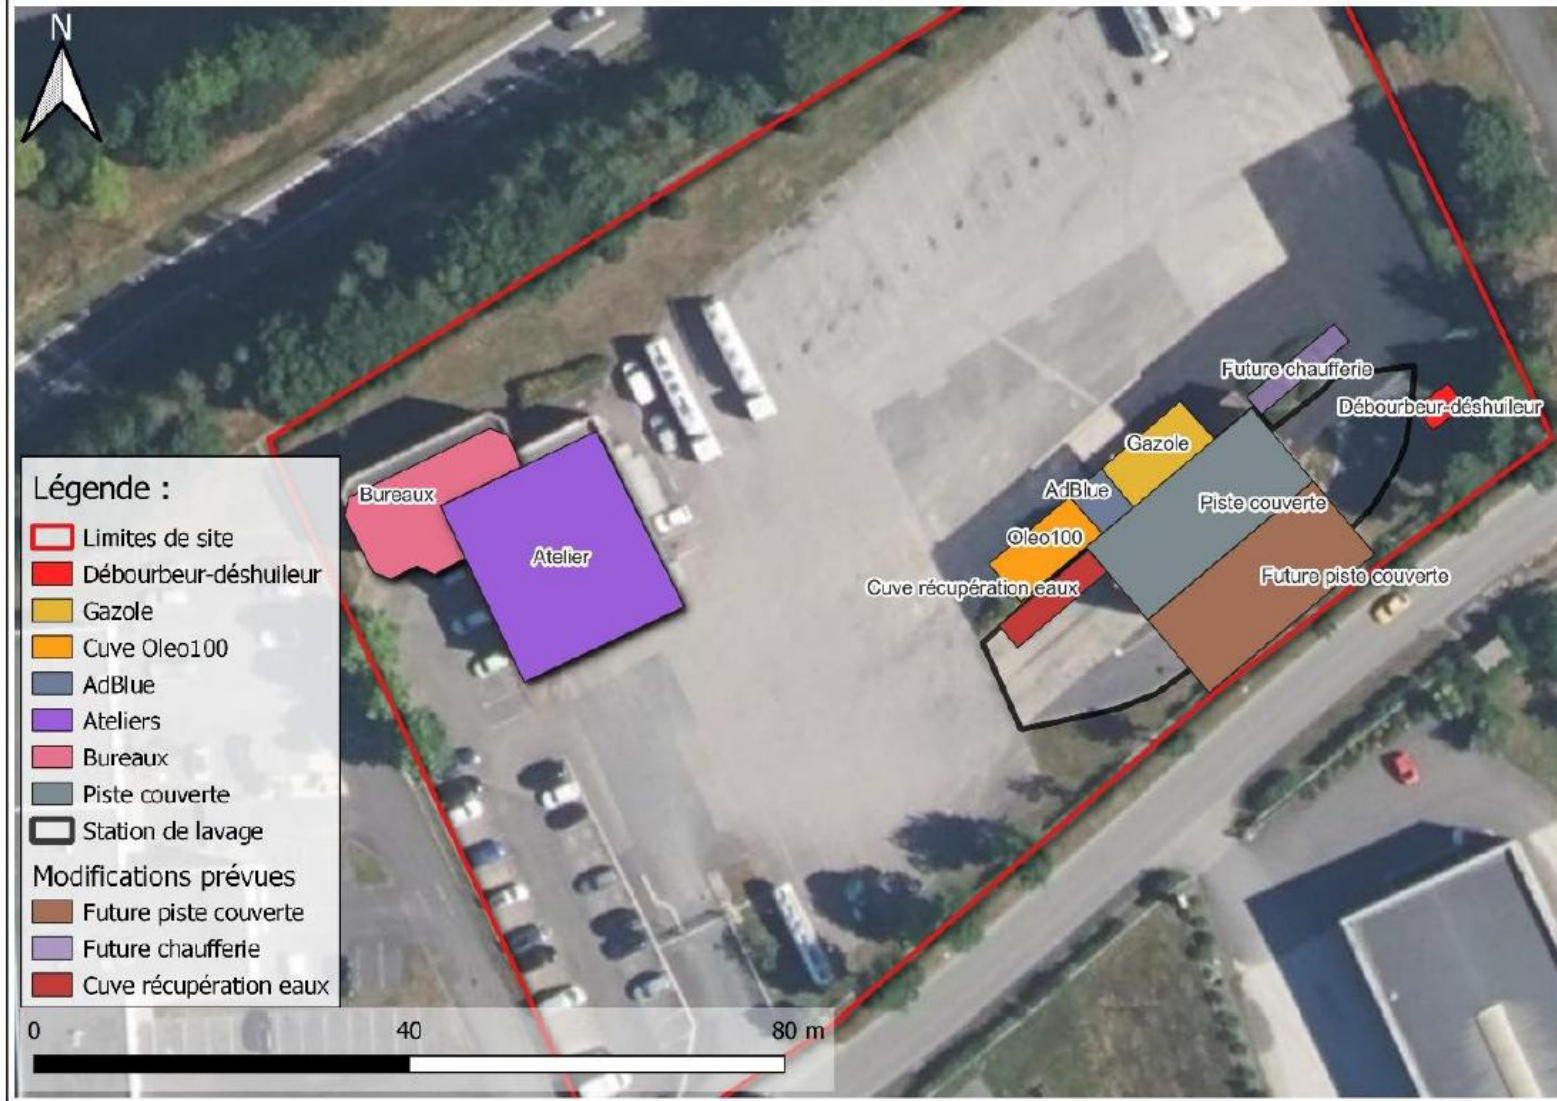 N
Future chaufferie
Débourbeur-déshuileur
Gazole
Bureaux
AdBlue
Piste couverte
Oleo100
Atelier
Future piste couverte
Cuve récupération eaux
Légende :
Limites de site
Débourbeur-déshuileur
Gazole
Cuve Oleo100
AdBlue
Ateliers
Bureaux
Piste couverte
Station de lavage
Modifications prévues
Future piste couverte
Future chaufferie
Cuve récupération eaux
0 40 80 m